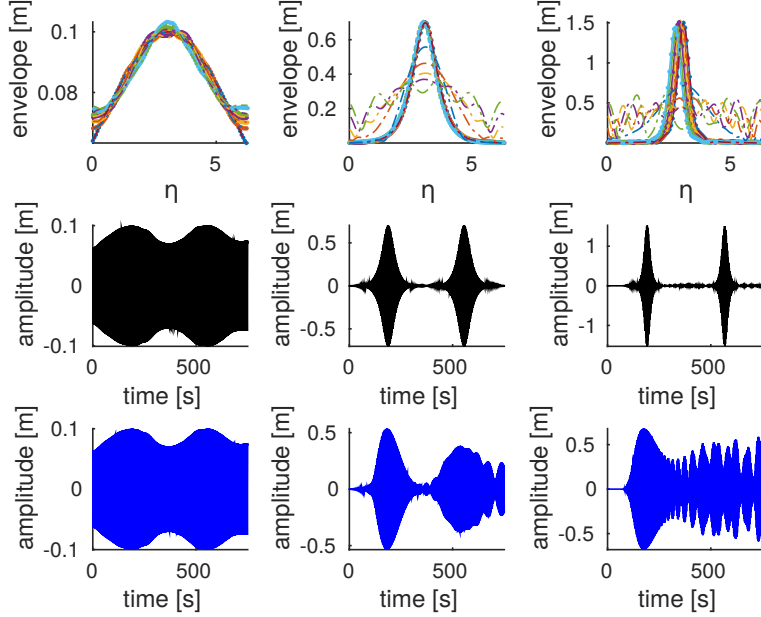 envelope [m]
0.1
0.08
0
5
η
envelope [m]
0.6
0.4
0.2
0
5
η
envelope [m]
1.5
1
0.5
0
5
η
amplitude [m]
0.1
0
-0.1
0
500
time [s]
amplitude [m]
0.5
0
-0.5
0
500
time [s]
amplitude [m]
1
0
-1
0
500
time [s]
amplitude [m]
0.1
0
-0.1
0
500
time [s]
amplitude [m]
0.5
0
-0.5
0
500
time [s]
amplitude [m]
0.5
0
-0.5
0
500
time [s]